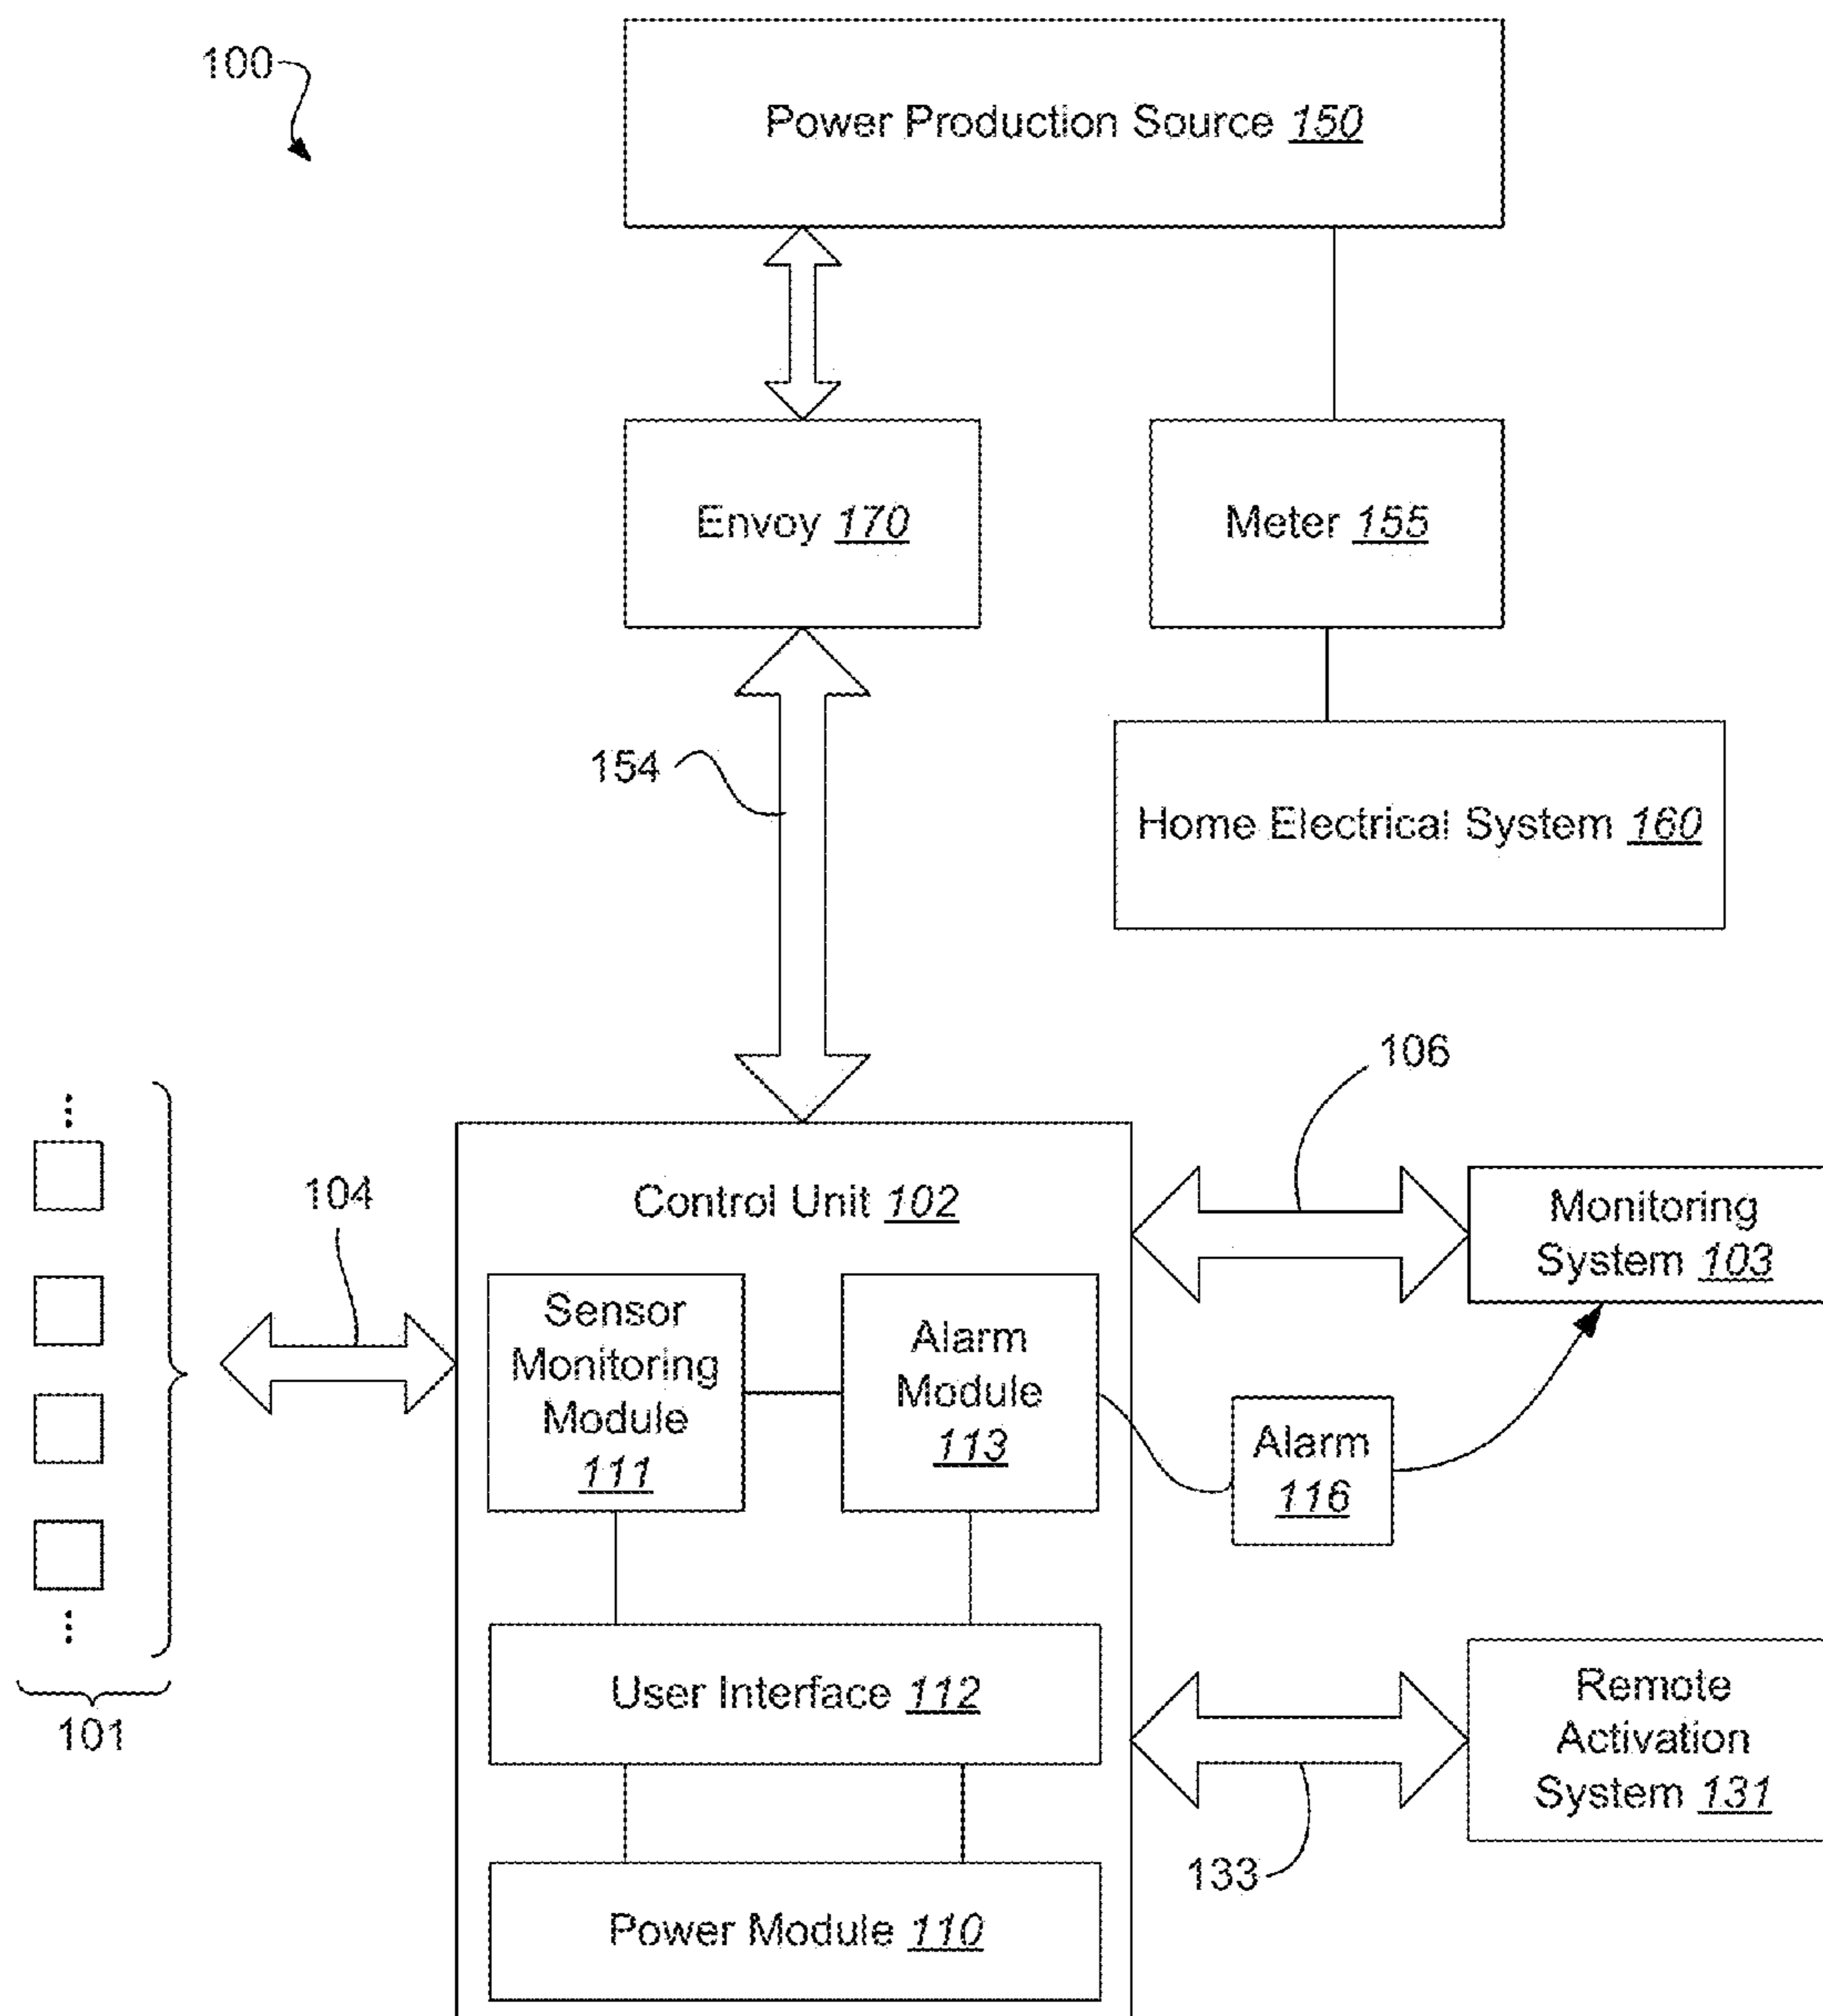 100
Power Production Source 150
Envoy 170
Meter 155
154
Home Electrical System 160
106
...
104
Control Unit 102
Monitoring
System 103
Sensor
Monitoring
Module
111
Alarm
Module
113
Alarm
116
...
101
User Interface 112
Remote
Activation
System 131
133
Power Module 110